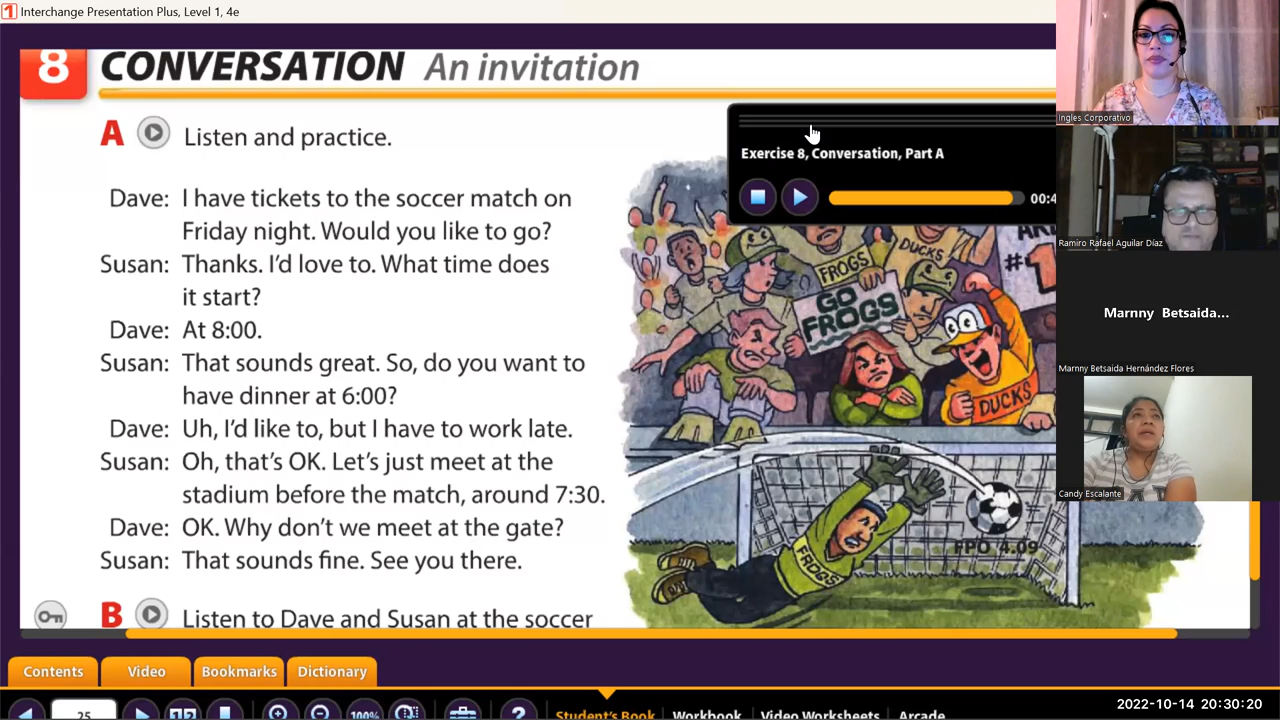 Interchange Presentation Plus, Level 1, 4e
8 CONVERSATION An invitation
A Listen and practice.
Dave: I have tickets to the soccer match on
Friday night. Would you like to go?
Susan: Thanks. I'd love to. What time does
it start?
Dave: At 8:00.
Susan: That sounds great. So, do you want to
have dinner at 6:00?
Dave: Uh, I'd like to, but I have to work late.
Susan: Oh, that's OK. Let's just meet at the
stadium before the match, around 7:30.
Dave: OK. Why don't we meet at the gate?
Susan: That sounds fine. See you there.
B Listen to Dave and Susan at the soccer
Exercise 8, Conversation, Part A
00:4
FROGS
DUCKS
#1
GO
FROGS
DUCKS
FROGS
FPO 4.09
Ingles Corporativo
Ramiro Rafael Aguilar Díaz
Marnny Betsaida...
Marnny Betsaida Hernández Flores
Candy Escalante
Contents
Video
Bookmarks
Dictionary
25
100%
?
Student's Book
Workbook
Video Worksheets
Arcade
2022-10-14 20:30:20